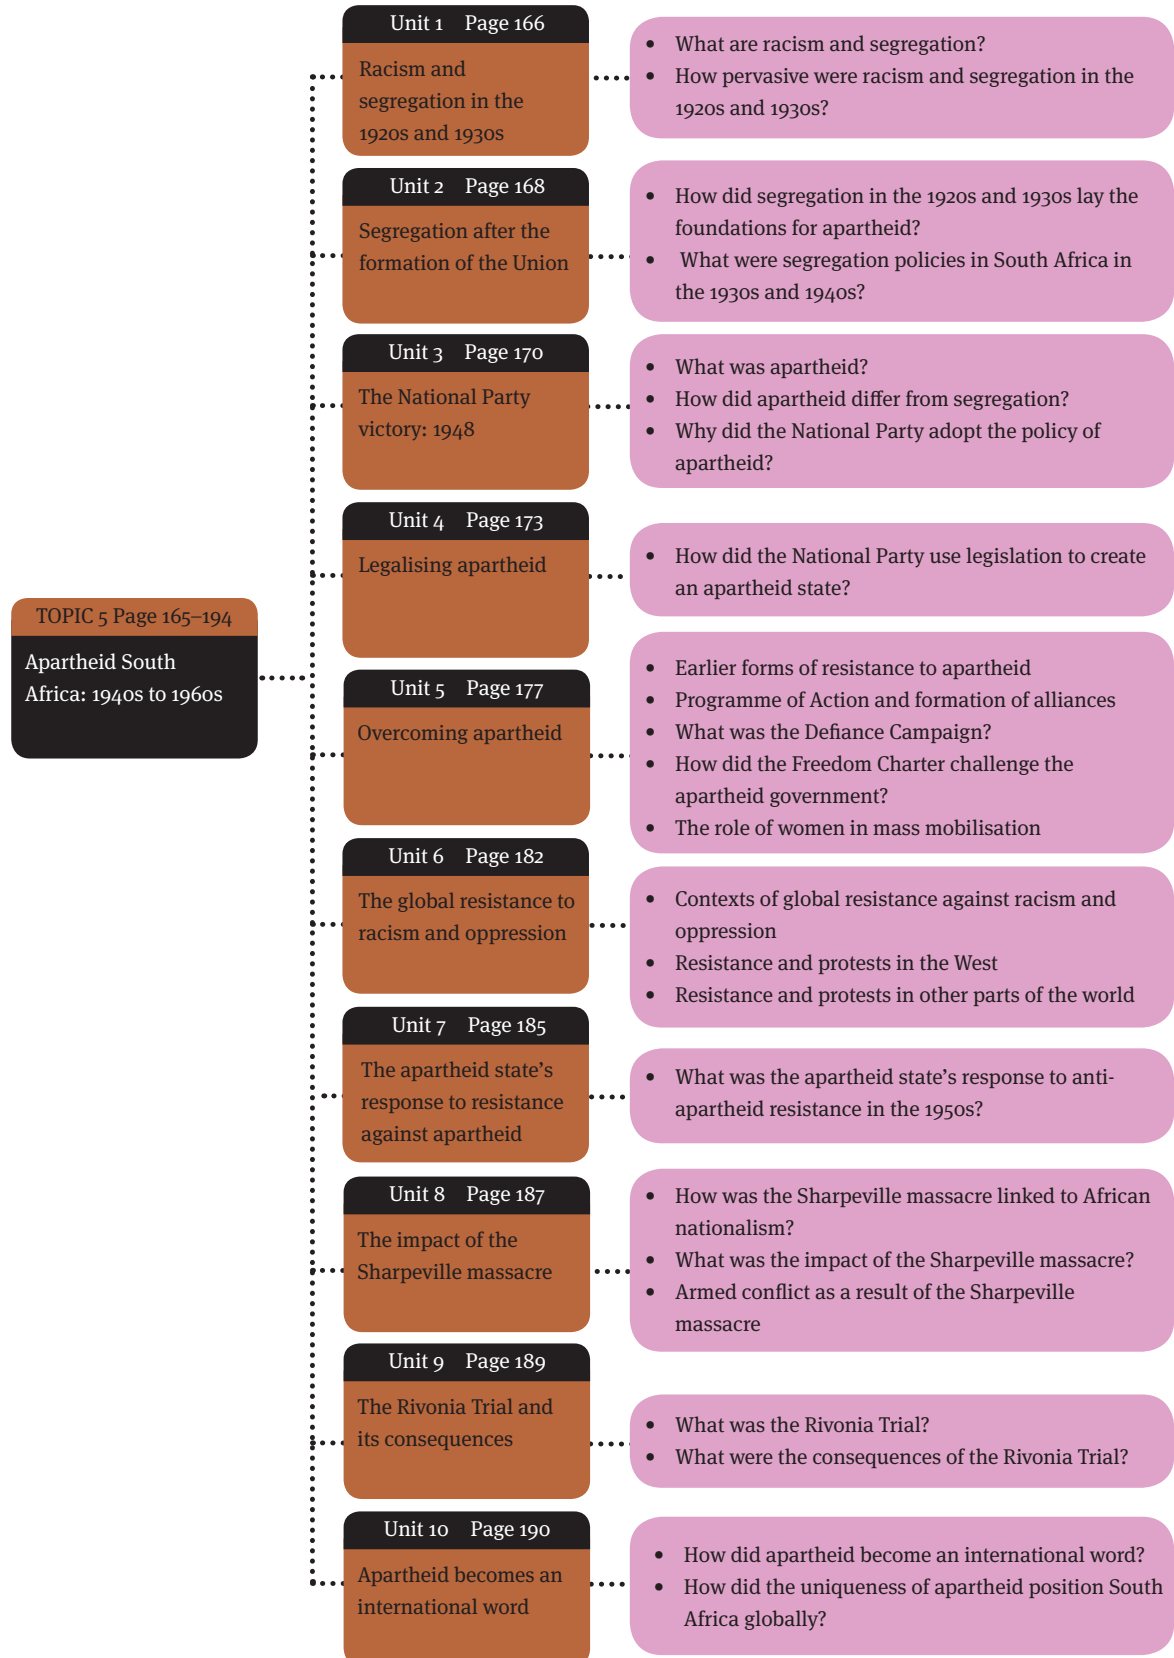 TOPIC 5 Page 165–194
Apartheid South
Africa: 1940s to 1960s
Unit 1 Page 166
Racism and
segregation in the
1920s and 1930s
• What are racism and segregation?
• How pervasive were racism and segregation in the
1920s and 1930s?
Unit 2 Page 168
Segregation after the
formation of the Union
• How did segregation in the 1920s and 1930s lay the
foundations for apartheid?
• What were segregation policies in South Africa in
the 1930s and 1940s?
Unit 3 Page 170
The National Party
victory: 1948
• What was apartheid?
• How did apartheid differ from segregation?
• Why did the National Party adopt the policy of
apartheid?
Unit 4 Page 173
Legalising apartheid
• How did the National Party use legislation to create
an apartheid state?
Unit 5 Page 177
Overcoming apartheid
• Earlier forms of resistance to apartheid
• Programme of Action and formation of alliances
• What was the Defiance Campaign?
• How did the Freedom Charter challenge the
apartheid government?
• The role of women in mass mobilisation
Unit 6 Page 182
The global resistance to
racism and oppression
• Contexts of global resistance against racism and
oppression
• Resistance and protests in the West
• Resistance and protests in other parts of the world
Unit 7 Page 185
The apartheid state’s
response to resistance
against apartheid
• What was the apartheid state’s response to anti-
apartheid resistance in the 1950s?
Unit 8 Page 187
The impact of the
Sharpeville massacre
• How was the Sharpeville massacre linked to African
nationalism?
• What was the impact of the Sharpeville massacre?
• Armed conflict as a result of the Sharpeville
massacre
Unit 9 Page 189
The Rivonia Trial and
its consequences
• What was the Rivonia Trial?
• What were the consequences of the Rivonia Trial?
Unit 10 Page 190
Apartheid becomes an
international word
• How did apartheid become an international word?
• How did the uniqueness of apartheid position South
Africa globally?